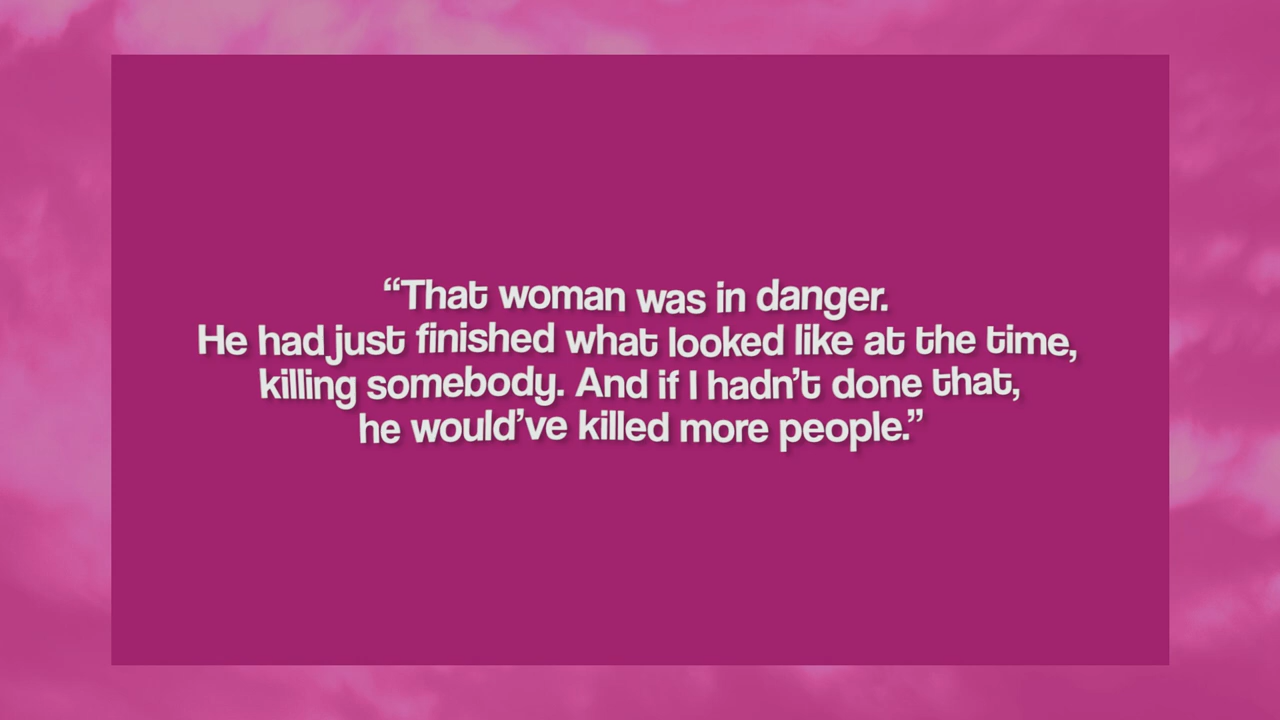 “That woman was in danger.
He had just finished what looked like at the time,
killing somebody. And if I hadn’t done that,
he would’ve killed more people.”